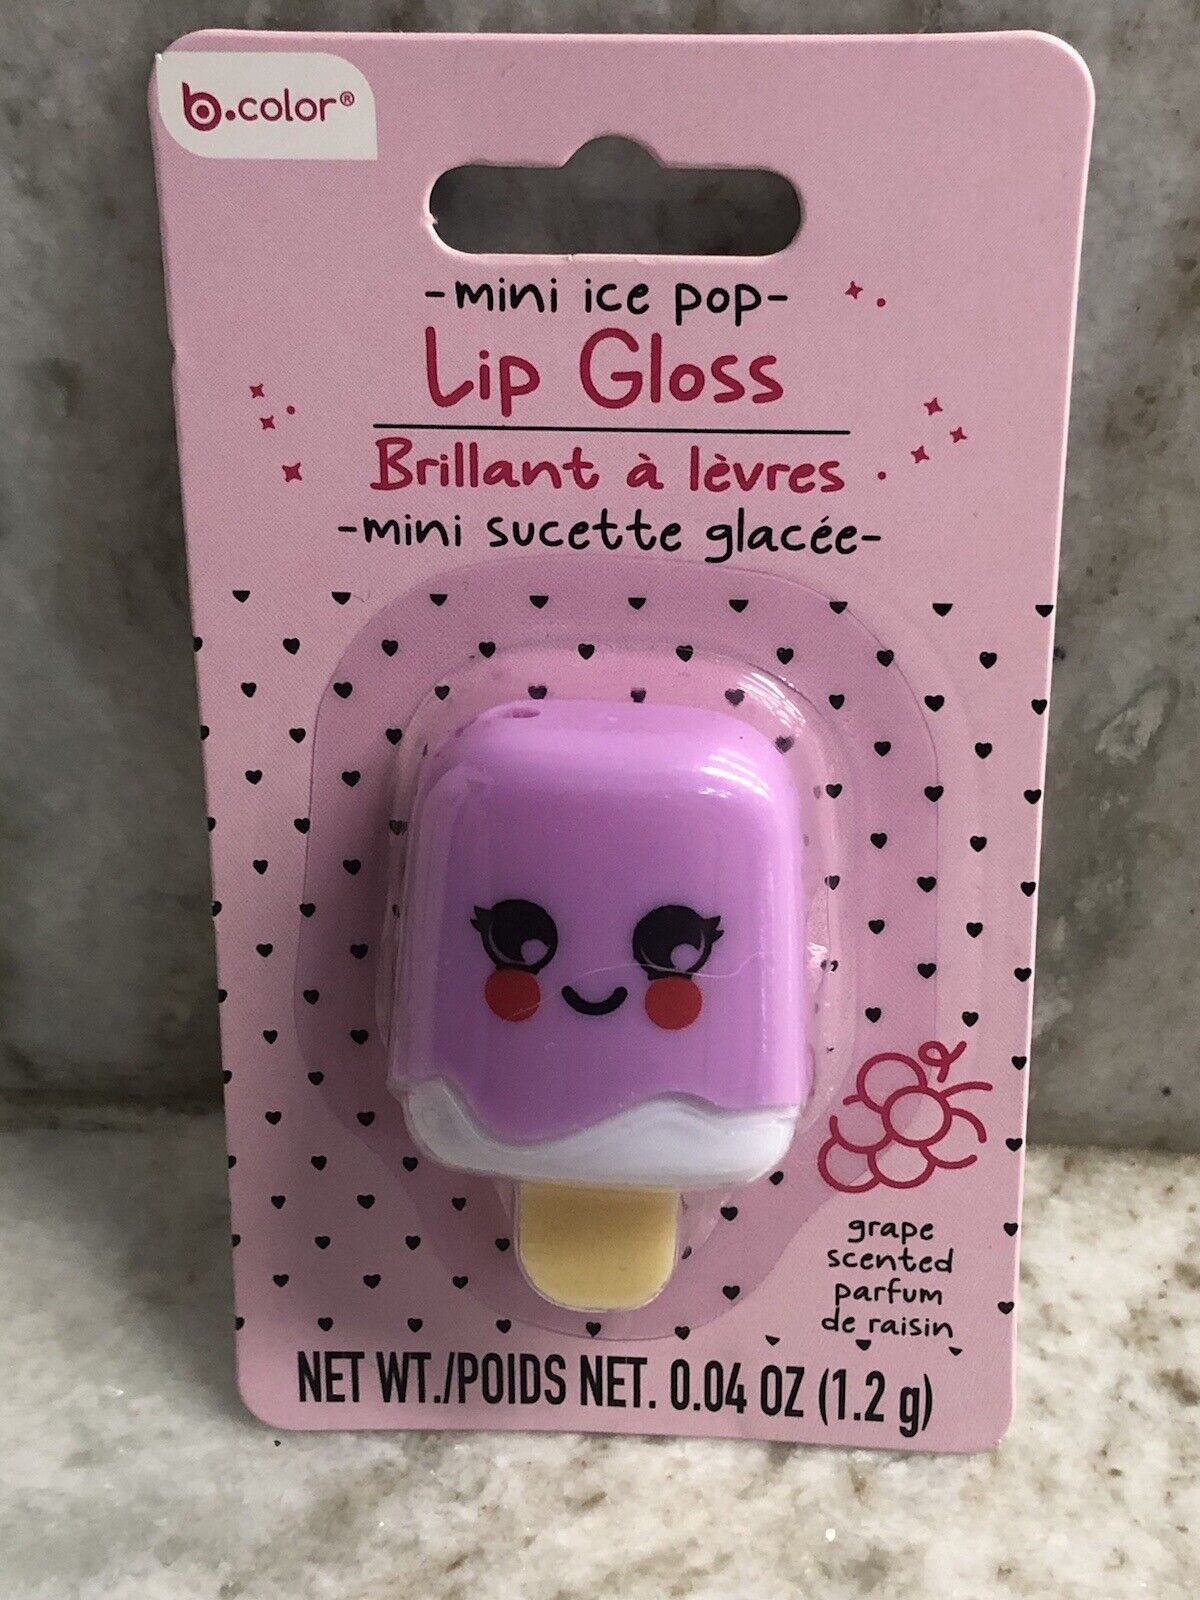 b.color®
-mini ice pop-
Lip Gloss
Brillant à lèvres
-mini sucette glacée-
grape
scented
parfum
de raisin
NET WT./POIDS NET. 0.04 OZ (1.2 g)